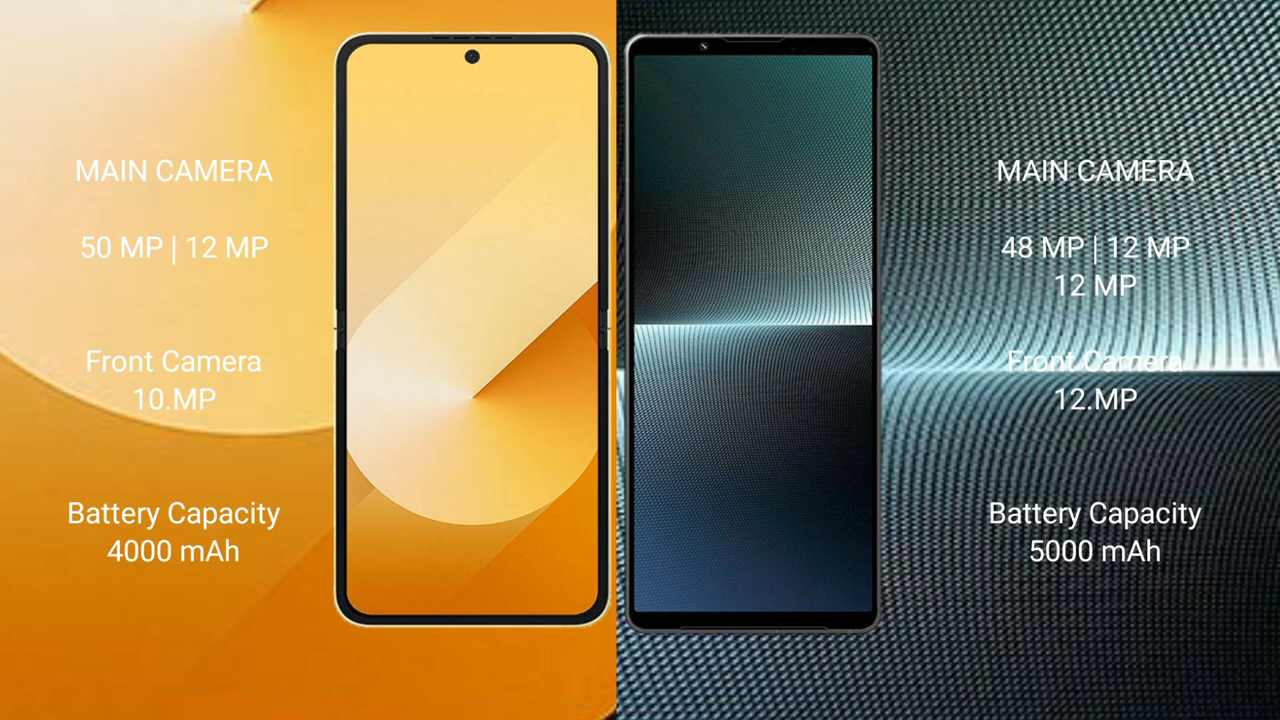 MAIN CAMERA
50 MP | 12 MP
Front Camera
10.MP
Battery Capacity
4000 mAh
MAIN CAMERA
48 MP | 12 MP
12 MP
Front Camera
12.MP
Battery Capacity
5000 mAh